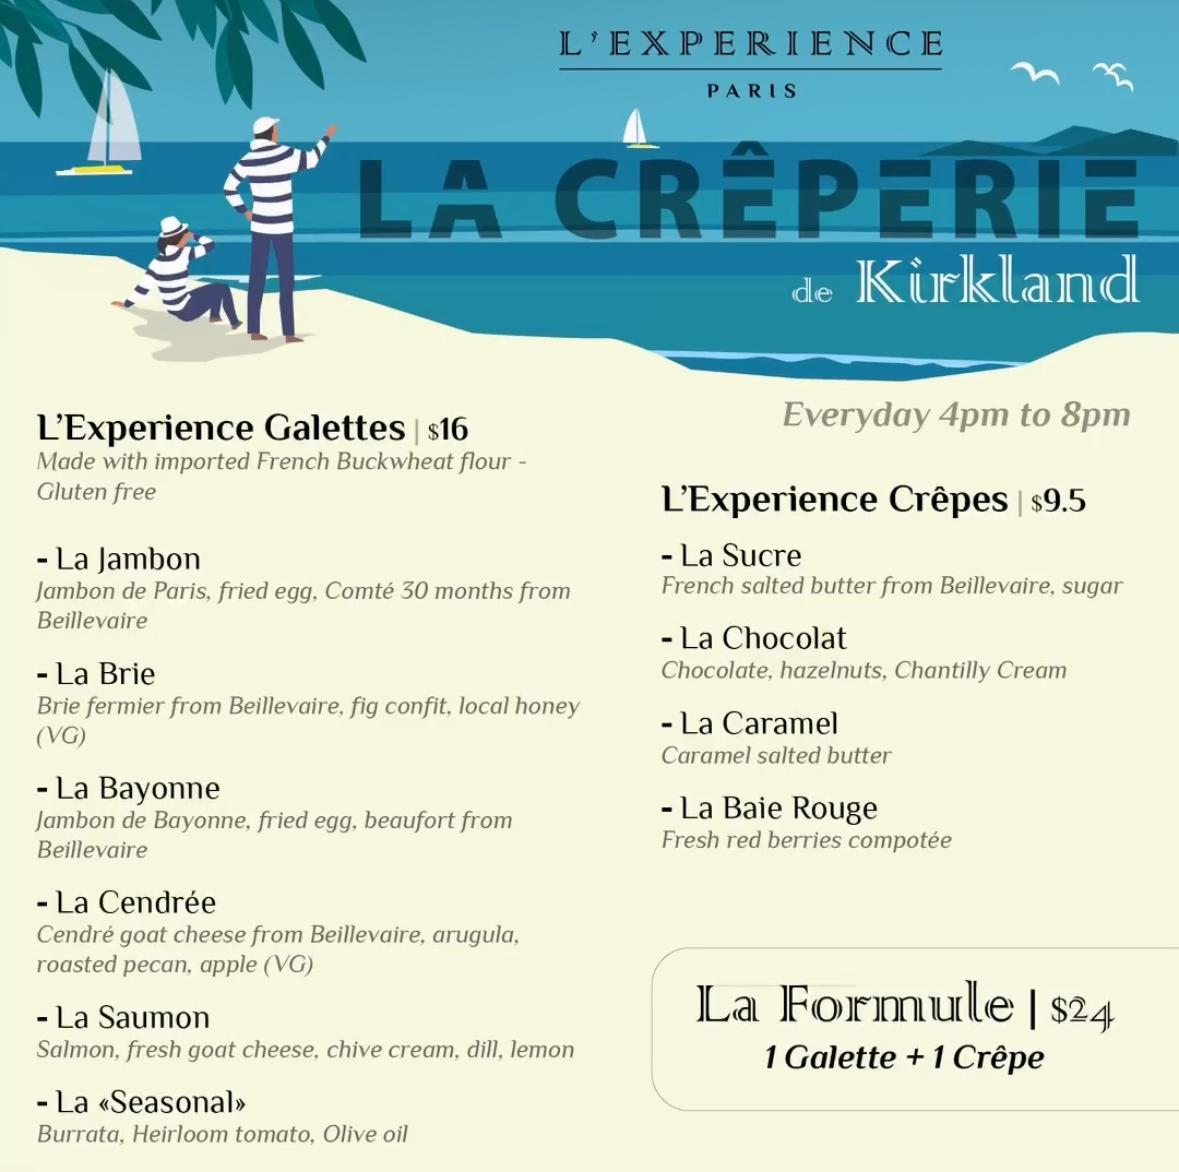 L'EXPERIENCE
PARIS
LA CRÊPERIE
de Kirkland
L'Experience Galettes | $16
Made with imported French Buckwheat flour -
Gluten free
- La Jambon
Jambon de Paris, fried egg, Comté 30 months from
Beillevaire
- La Brie
Brie fermier from Beillevaire, fig confit, local honey
(VG)
- La Bayonne
Jambon de Bayonne, fried egg, beaufort from
Beillevaire
- La Cendrée
Cendré goat cheese from Beillevaire, arugula,
roasted pecan, apple (VG)
- La Saumon
Salmon, fresh goat cheese, chive cream, dill, lemon
- La «Seasonal»
Burrata, Heirloom tomato, Olive oil
Everyday 4pm to 8pm
L'Experience Crêpes | $9.5
- La Sucre
French salted butter from Beillevaire, sugar
- La Chocolat
Chocolate, hazelnuts, Chantilly Cream
- La Caramel
Caramel salted butter
- La Baie Rouge
Fresh red berries compotée
La Formule | $24
1 Galette + 1 Crêpe